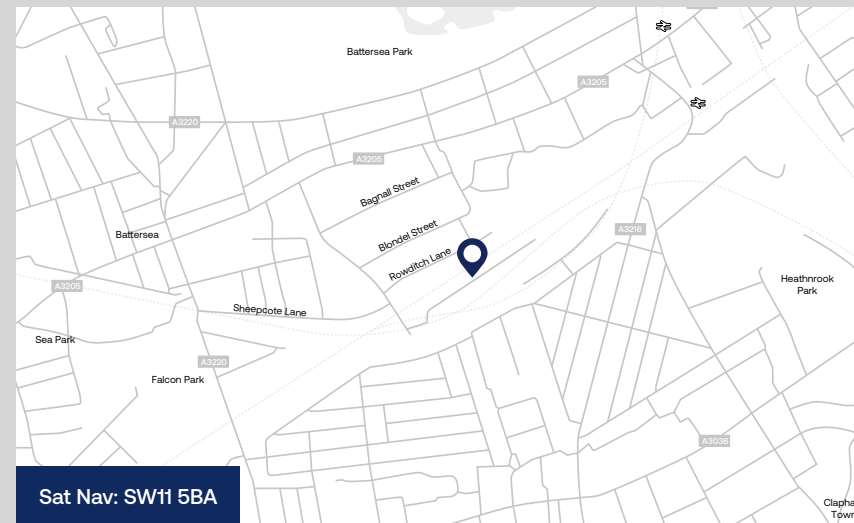 Battersea Park
A3205
A3220
A3205
Bagnall Street
Battersea
Blondel Street
A3216
Rowditch Lane
Heathnrook
Park
A3205
Sheepcote Lane
Sea Park
A3220
Falcon Park
A3036
Sat Nav: SW11 5BA
Clapha
Town